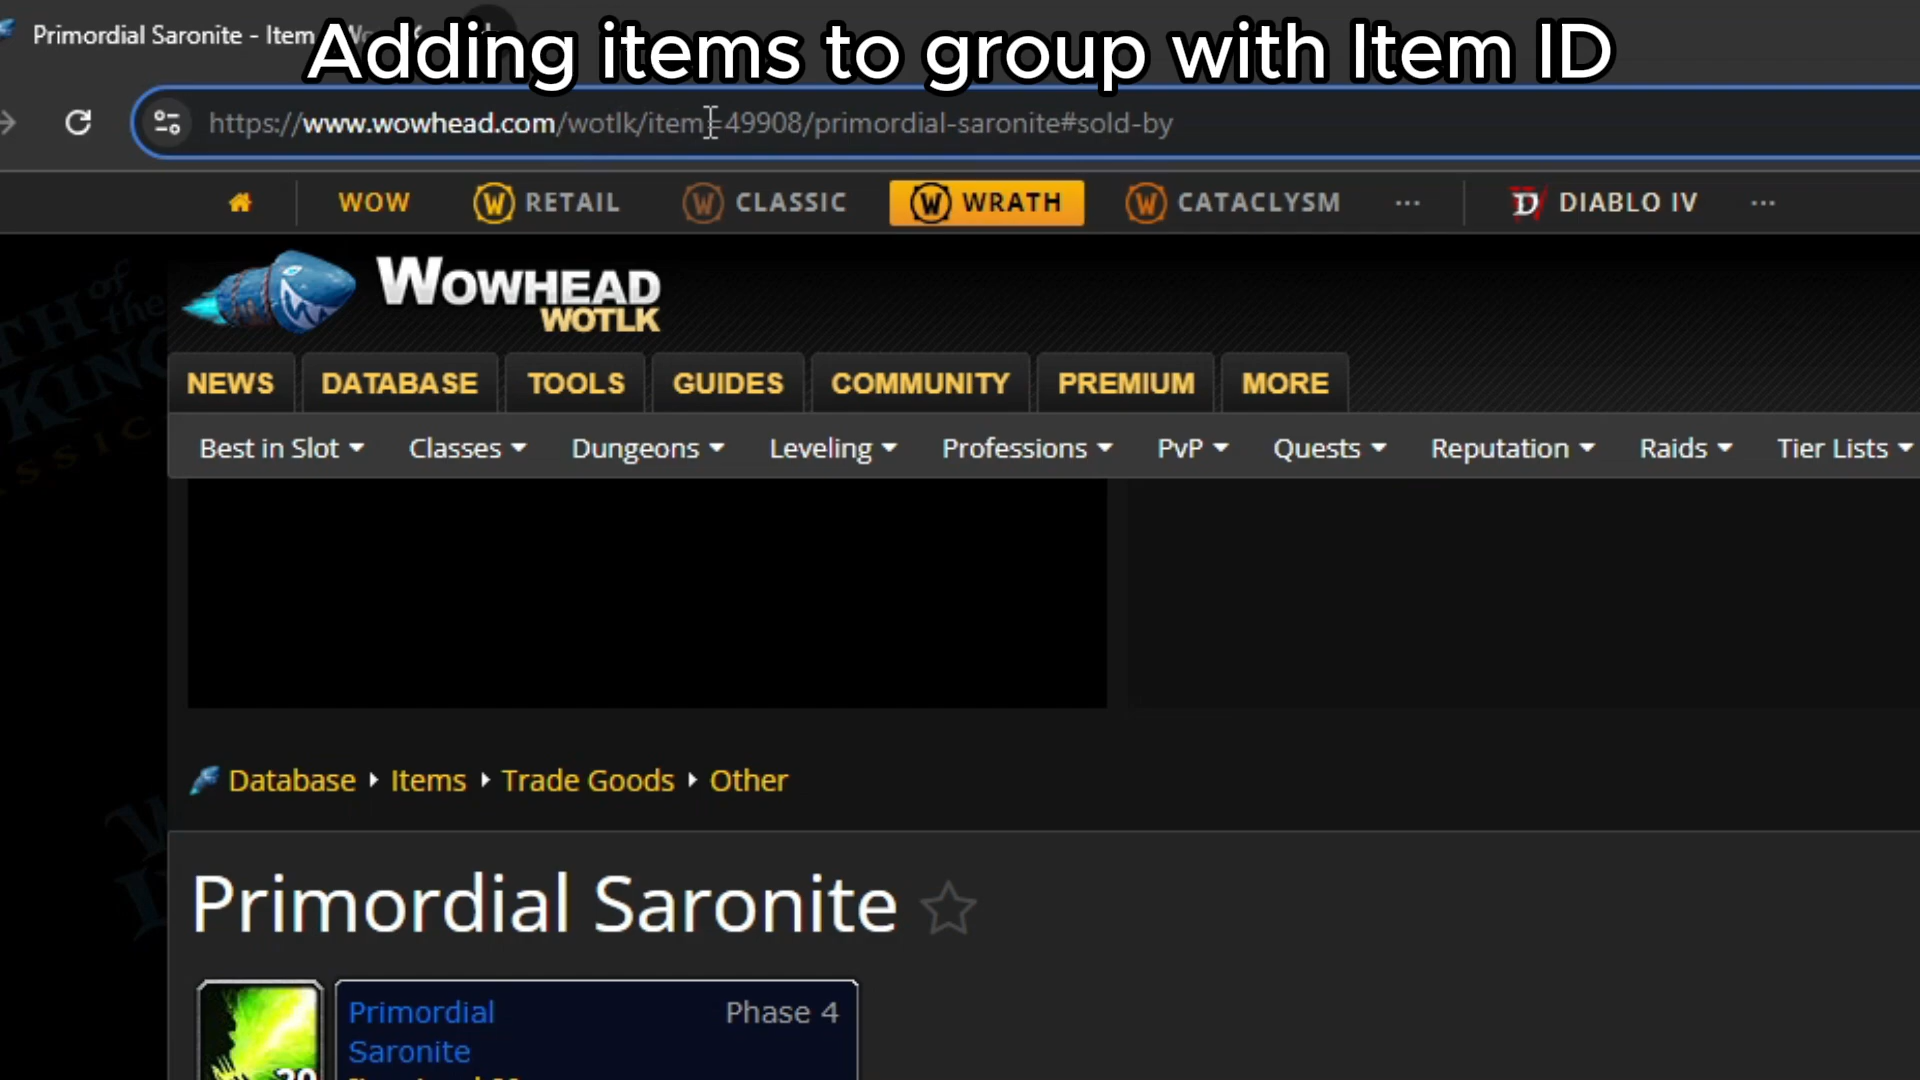 Primordial Saronite - Item
Adding items to group with Item ID
https://www.wowhead.com/wotlk/item=49908/primordial-saronite#sold-by
WOW RETAIL CLASSIC WRATH CATACLYSM ... DIABLO IV ...
WOWHEAD
WOTLK
NEWS DATABASE TOOLS GUIDES COMMUNITY PREMIUM MORE
Best in Slot Classes Dungeons Leveling Professions PvP Quests Reputation Raids Tier Lists
Database Items Trade Goods Other
Primordial Saronite
Primordial Phase 4
Saronite
20